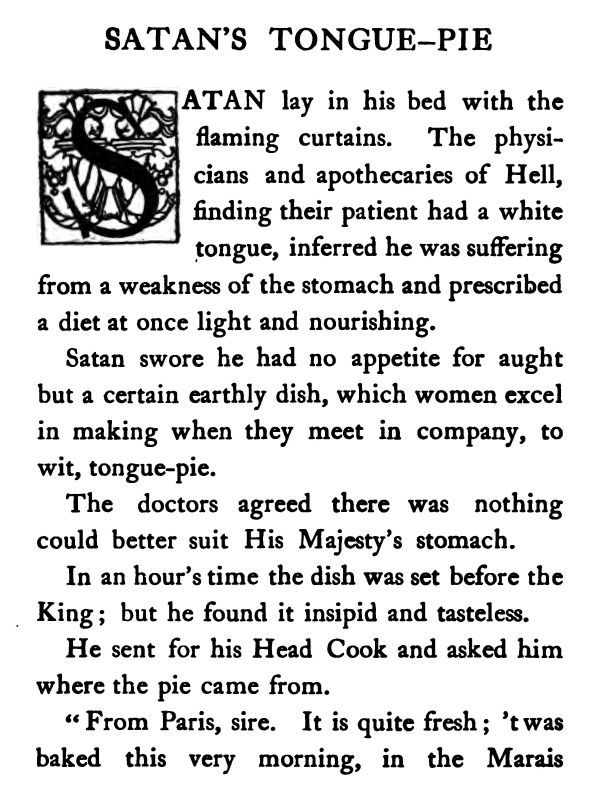 SATAN'S TONGUE-PIE
SATAN lay in his bed with the
flaming curtains. The physi-
cians and apothecaries of Hell,
finding their patient had a white
tongue, inferred he was suffering
from a weakness of the stomach and prescribed
a diet at once light and nourishing.
Satan swore he had no appetite for aught
but a certain earthly dish, which women excel
in making when they meet in company, to
wit, tongue-pie.
The doctors agreed there was nothing
could better suit His Majesty's stomach.
In an hour's time the dish was set before the
King; but he found it insipid and tasteless.
He sent for his Head Cook and asked him
where the pie came from.
“From Paris, sire. It is quite fresh; 'twas
baked this very morning, in the Marais